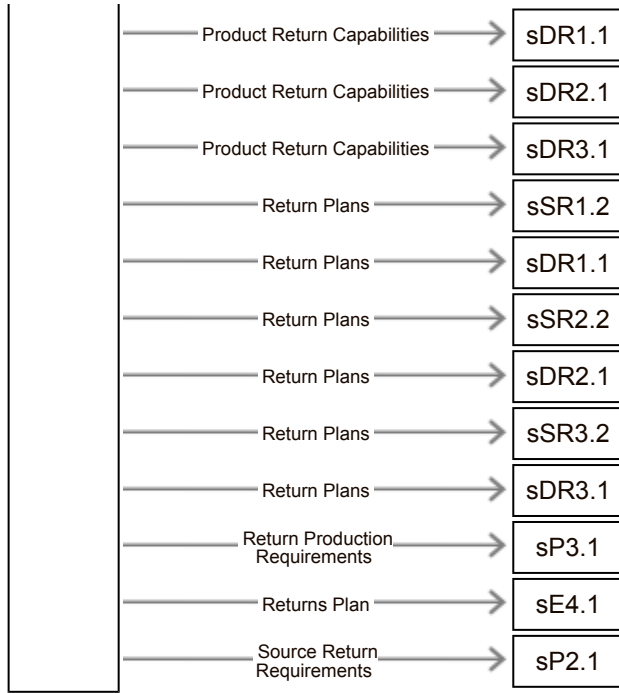 Product Return Capabilities sDR1.1
Product Return Capabilities sDR2.1
Product Return Capabilities sDR3.1
Return Plans sSR1.2
Return Plans sDR1.1
Return Plans sSR2.2
Return Plans sDR2.1
Return Plans sSR3.2
Return Plans sDR3.1
Return Production
Requirements
sP3.1
Returns Plan sE4.1
Source Return
Requirements
sP2.1